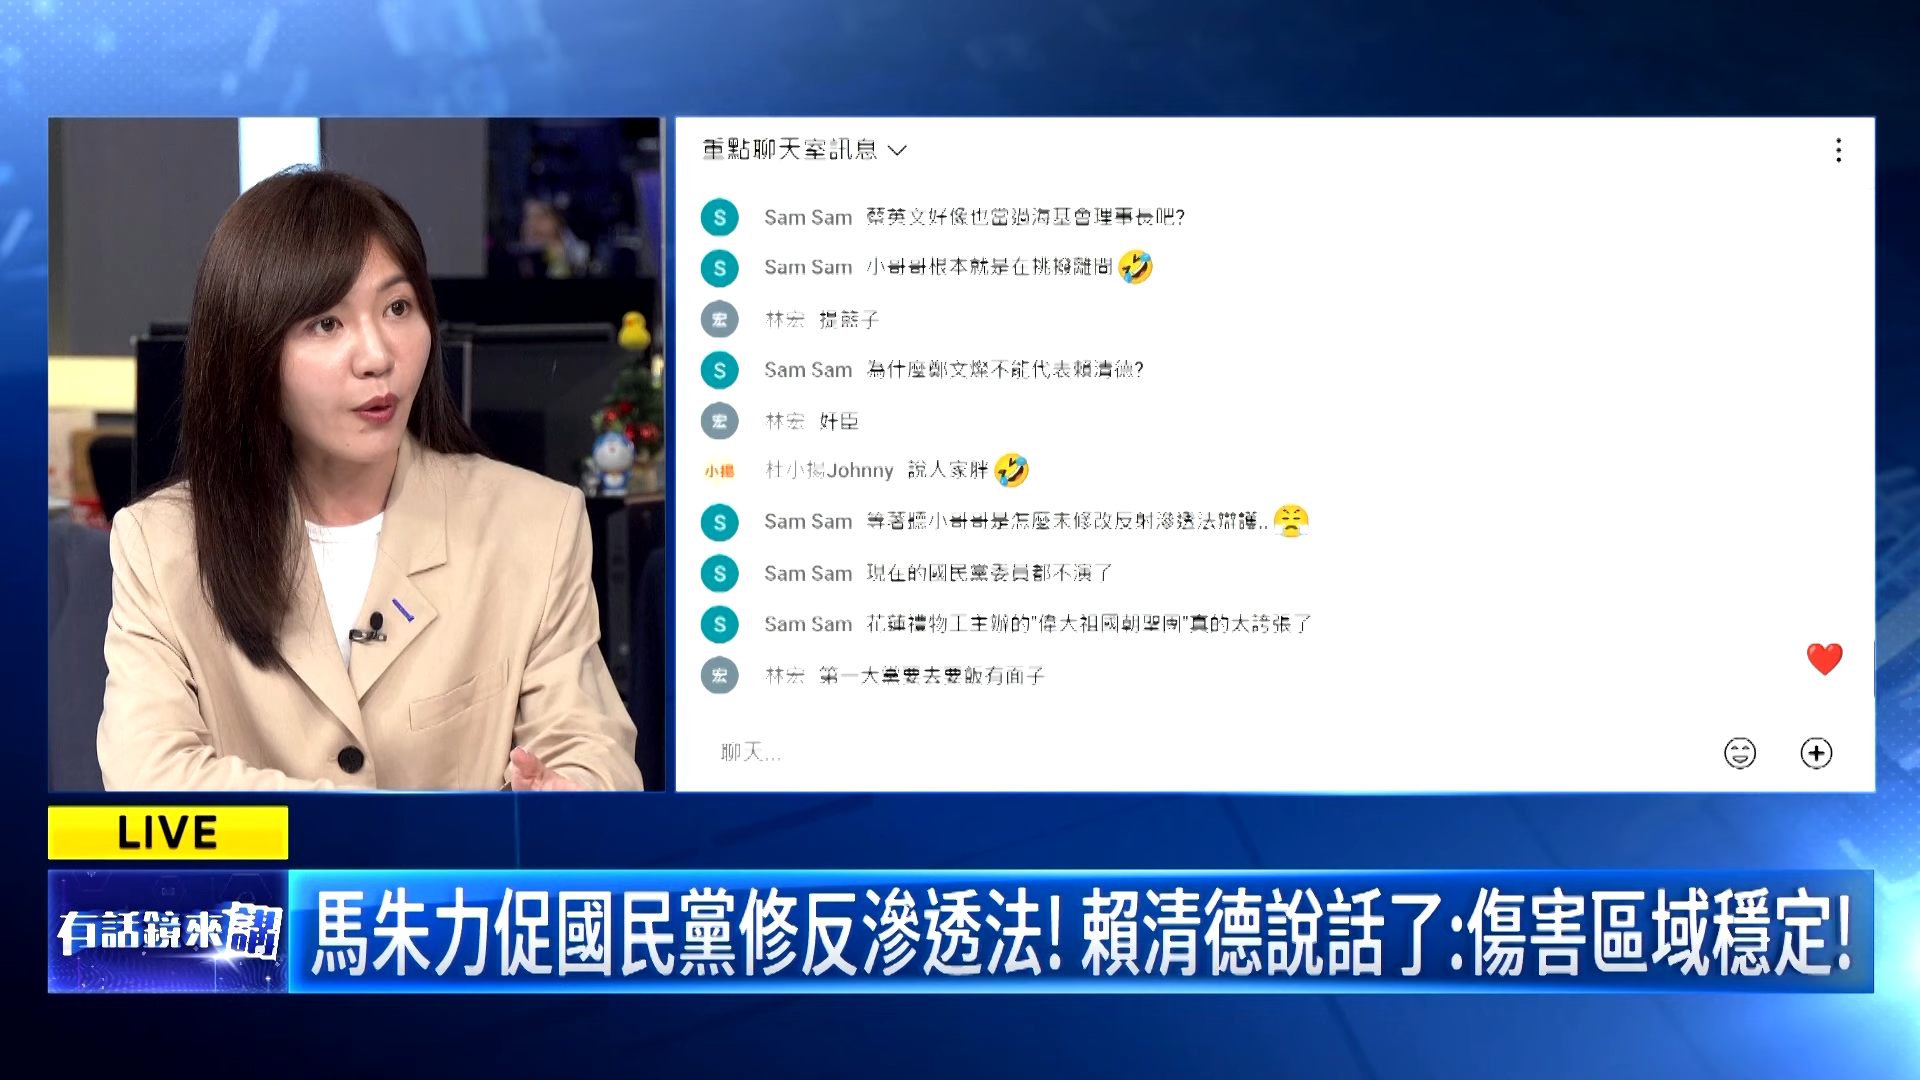 重點聊天室訊息
S Sam Sam 蔡英文好像也當過海基會理事長吧?
S Sam Sam 小哥哥根本就是在挑撥離間🤣
宏 林宏 提籃子
S Sam Sam 為什麼鄭文燦不能代表賴清德?
宏 林宏 奸臣
小揚 杜小揚Johnny 說人家胖🤣
S Sam Sam 等著聽小哥哥是怎麼未修改反射滲透法辯護..😤
S Sam Sam 現在的國民黨委員都不演了
S Sam Sam 花蓮禮物工主辦的"偉大祖國朝聖團"真的太誇張了
宏 林宏 第一大黨要去要飯有面子
聊天...
LIVE
有話鏡來講
馬朱力促國民黨修反滲透法!賴清德說話了:傷害區域穩定!